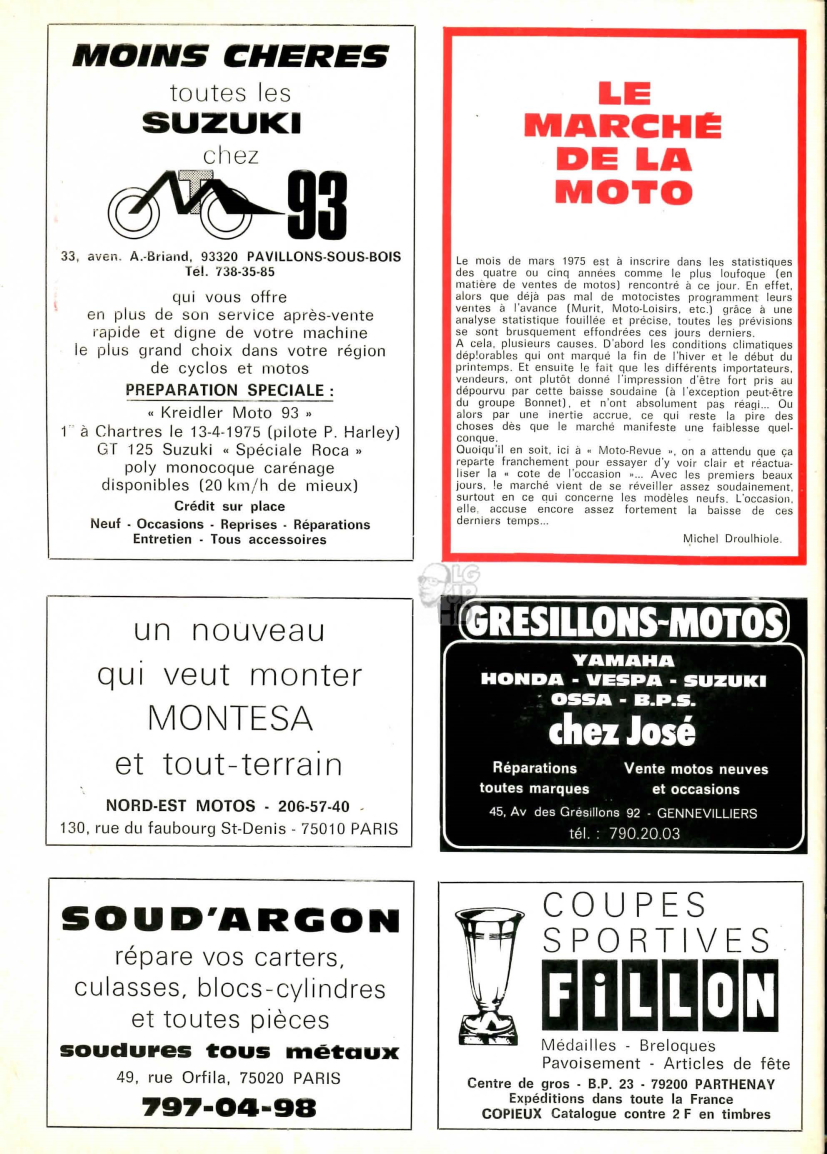 MOINS CHERES
toutes les
SUZUKI
chez
T 93
33, aven. A.-Briand, 93320 PAVILLONS-SOUS-BOIS
Tel. 738-35-85
qui vous offre
en plus de son service après-vente
rapide et digne de votre machine
le plus grand choix dans votre région
de cyclos et motos
PREPARATION SPECIALE :
« Kreidler Moto 93 »
1er à Chartres le 13-4-1975 (pilote P. Harley)
GT 125 Suzuki « Spéciale Roca »
poly monocoque carénage
disponibles (20 km/h de mieux)
Crédit sur place
Neuf - Occasions - Reprises - Réparations
Entretien - Tous accessoires
LE
MARCHÉ
DE LA
MOTO
Le mois de mars 1975 est à inscrire dans les statistiques
des quatre ou cinq années comme le plus loufoque (en
matière de ventes de motos) rencontré à ce jour. En effet,
alors que déjà pas mal de motocistes programment leurs
ventes à l'avance (Murit, Moto-Loisirs, etc.) grâce à une
analyse statistique fouillée et précise, toutes les prévisions
se sont brusquement effondrées ces jours derniers.
A cela, plusieurs causes. D'abord les conditions climatiques
déplorables qui ont marqué la fin de l'hiver et le début du
printemps. Et ensuite le fait que les différents importateurs,
vendeurs, ont plutôt donné l'impression d'être fort pris au
dépourvu par cette baisse soudaine (à l'exception peut-être
du groupe Bonnet), et n'ont absolument pas réagi... Ou
alors par une inertie accrue, ce qui reste la pire des
choses dès que le marché manifeste une faiblesse quel-
conque.
Quoiqu'il en soit, ici à « Moto-Revue », on a attendu que ça
reparte franchement pour essayer d'y voir clair et réactua-
liser la « cote de l'occasion »... Avec les premiers beaux
jours, le marché vient de se réveiller assez soudainement,
surtout en ce qui concerne les modèles neufs. L'occasion,
elle, accuse encore assez fortement la baisse de ces
derniers temps...
Michel Droulhiole.
LG
JP
HD
un nouveau
qui veut monter
MONTESA
et tout-terrain
NORD-EST MOTOS - 206-57-40
130, rue du faubourg St-Denis - 75010 PARIS
GRESILLONS-MOTOS
YAMAHA
HONDA - VESPA - SUZUKI
OSSA - B.P.S.
chez José
Réparations Vente motos neuves
toutes marques et occasions
45, Av des Grésillons 92 - GENNEVILLIERS
tél. : 790.20.03
SOUD'ARGON
répare vos carters,
culasses, blocs-cylindres
et toutes pièces
soudures tous métaux
49, rue Orfila, 75020 PARIS
797-04-98
COUPES
SPORTIVES
FiLLON
Médailles - Breloques
Pavoisement - Articles de fête
Centre de gros - B.P. 23 - 79200 PARTHENAY
Expéditions dans toute la France
COPIEUX Catalogue contre 2 F en timbres